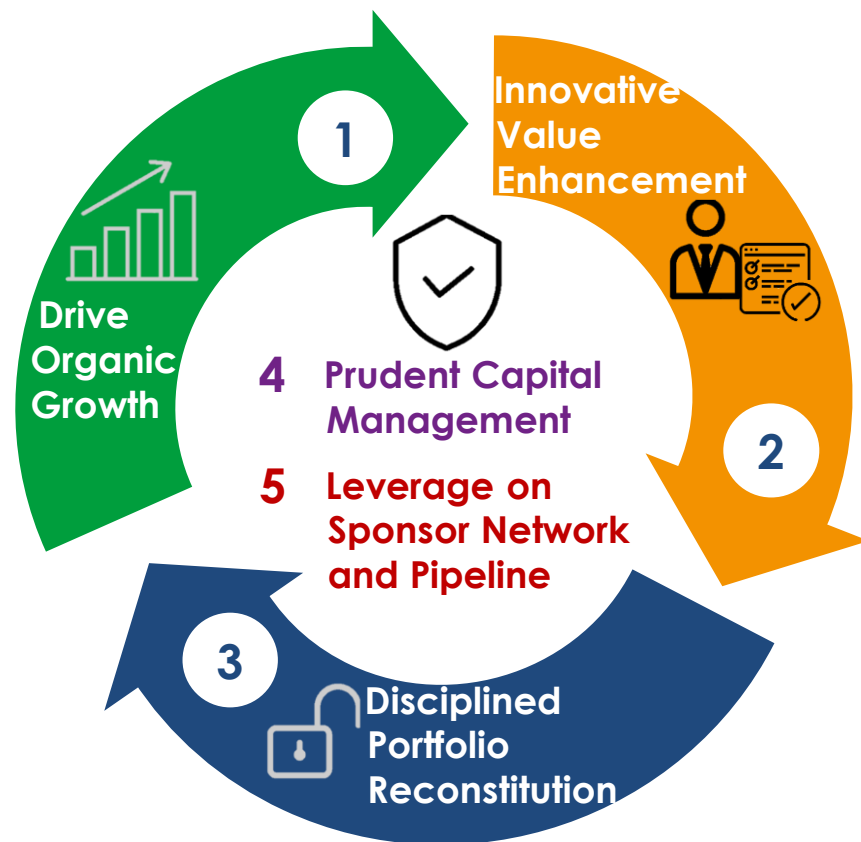 1
Drive
Organic
Growth
Innovative
Value
Enhancement
2
3
Disciplined
Portfolio
Reconstitution
4 Prudent Capital
Management
5 Leverage on
Sponsor Network
and Pipeline